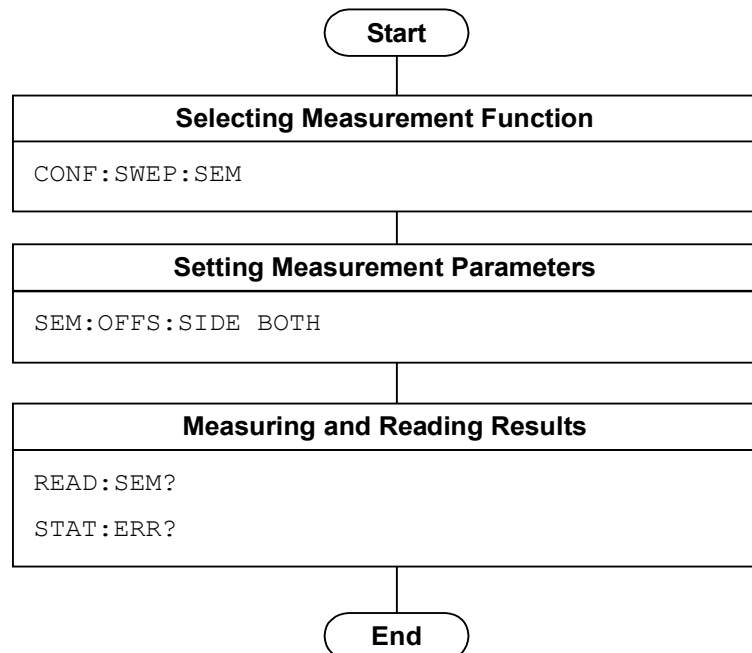 Start
Selecting Measurement Function
CONF:SWEP:SEM
Setting Measurement Parameters
SEM:OFFS:SIDE BOTH
Measuring and Reading Results
READ:SEM?
STAT:ERR?
End